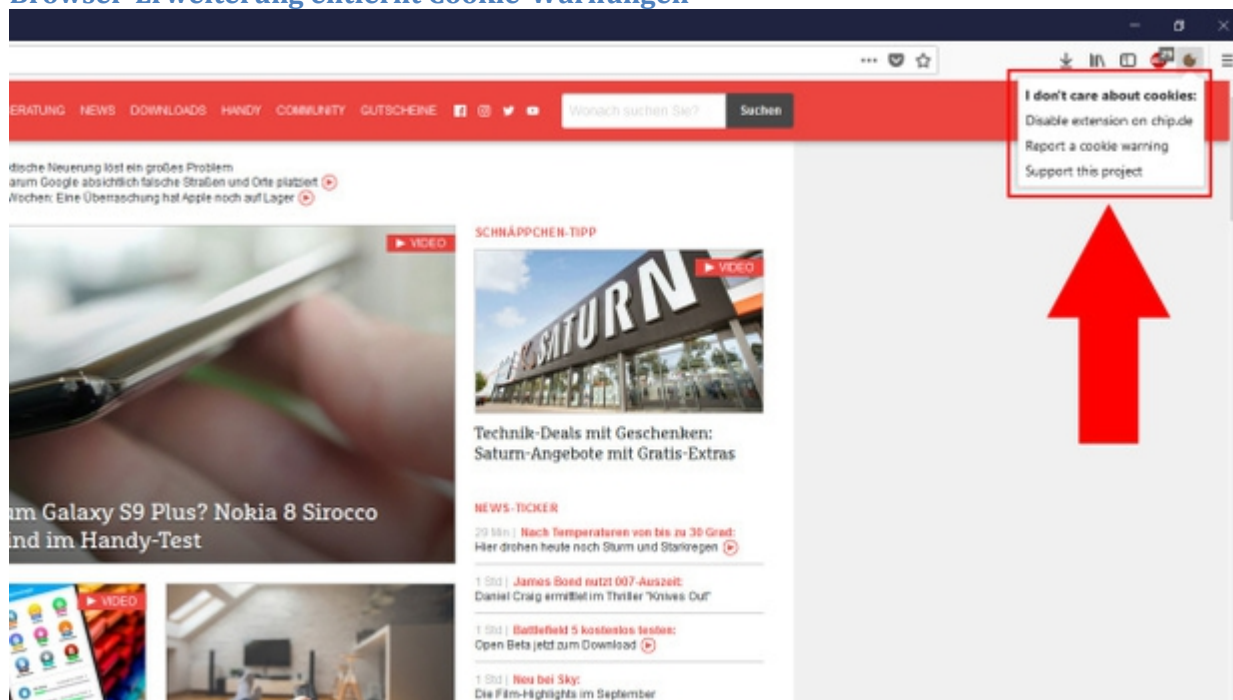 Browser-Erweiterung entfernt Cookie-Warnungen
ERATUNG NEWS DOWNLOADS HANDY COMMUNITY GUTSCHEINE
Wonach suchen Sie?
Suchen
I don't care about cookies:
Disable extension on chip.de
Report a cookie warning
Support this project
tische Neuerung löst ein großes Problem
arum Google absichtlich falsche Straßen und Orte platziert
Wochen: Eine Überraschung hat Apple noch auf Lager
VIDEO
um Galaxy S9 Plus? Nokia 8 Sirocco
ind im Handy-Test
VIDEO
SCHNÄPPCHEN-TIPP
VIDEO
SATURN
Technik-Deals mit Geschenken:
Saturn-Angebote mit Gratis-Extras
NEWS-TICKER
29 Min | Nach Temperaturen von bis zu 30 Grad:
Hier drohen heute noch Sturm und Starkregen
1 Std | James Bond nutzt 007-Auszeit:
Daniel Craig ermittelt im Thriller "Knives Out"
1 Std | Battlefield 5 kostenlos testen:
Open Beta jetzt zum Download
1 Std | Neu bei Sky:
Die Film-Highlights im September